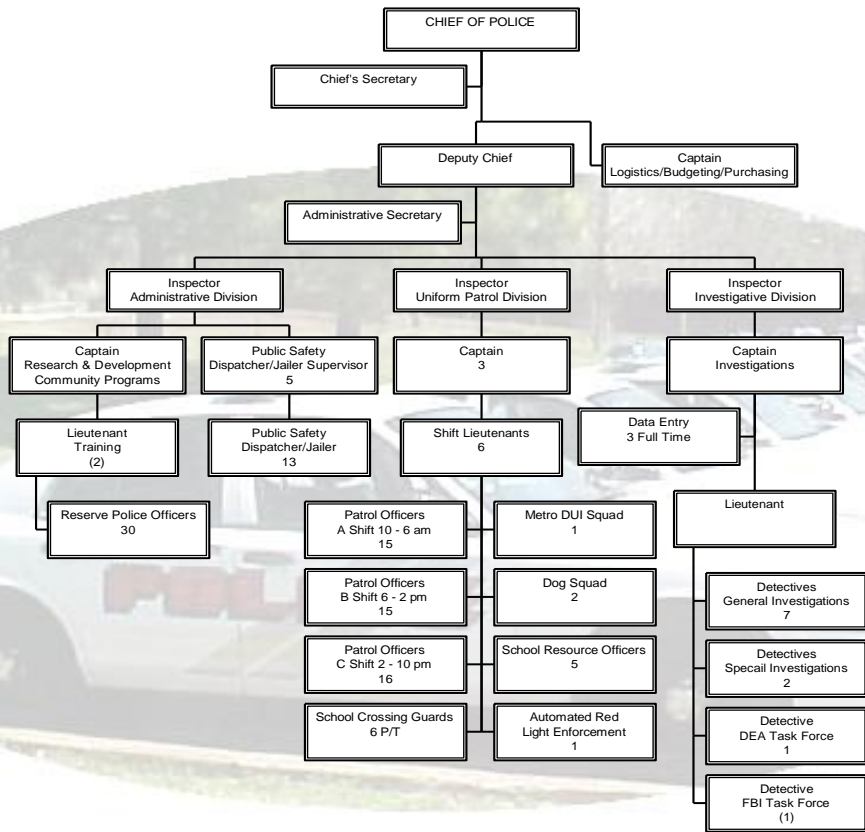 CHIEF OF POLICE
Chief's Secretary
Deputy Chief
Captain
Logistics/Budgeting/Purchasing
Administrative Secretary
Inspector
Administrative Division
Inspector
Uniform Patrol Division
Inspector
Investigative Division
Captain
Research & Development
Community Programs
Public Safety
Dispatcher/Jailer Supervisor
5
Captain
3
Captain
Investigations
Lieutenant
Training
(2)
Public Safety
Dispatcher/Jailer
13
Shift Lieutenants
6
Data Entry
3 Full Time
Reserve Police Officers
30
Patrol Officers
A Shift 10 - 6 am
15
Metro DUI Squad
1
Lieutenant
Patrol Officers
B Shift 6 - 2 pm
15
Dog Squad
2
Detectives
General Investigations
7
Patrol Officers
C Shift 2 - 10 pm
16
School Resource Officers
5
Detectives
Specail Investigations
2
School Crossing Guards
6 P/T
Automated Red
Light Enforcement
1
Detective
DEA Task Force
1
Detective
FBI Task Force
(1)
POL